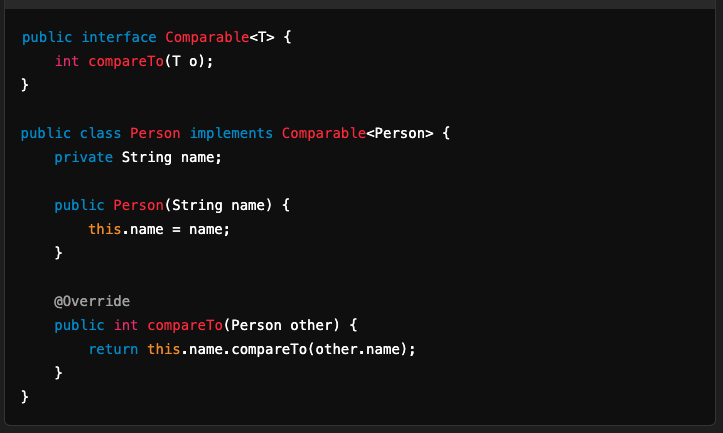 public interface Comparable<T> {
    int compareTo(T o);
}

public class Person implements Comparable<Person> {
    private String name;

    public Person(String name) {
        this.name = name;
    }

    @Override
    public int compareTo(Person other) {
        return this.name.compareTo(other.name);
    }
}